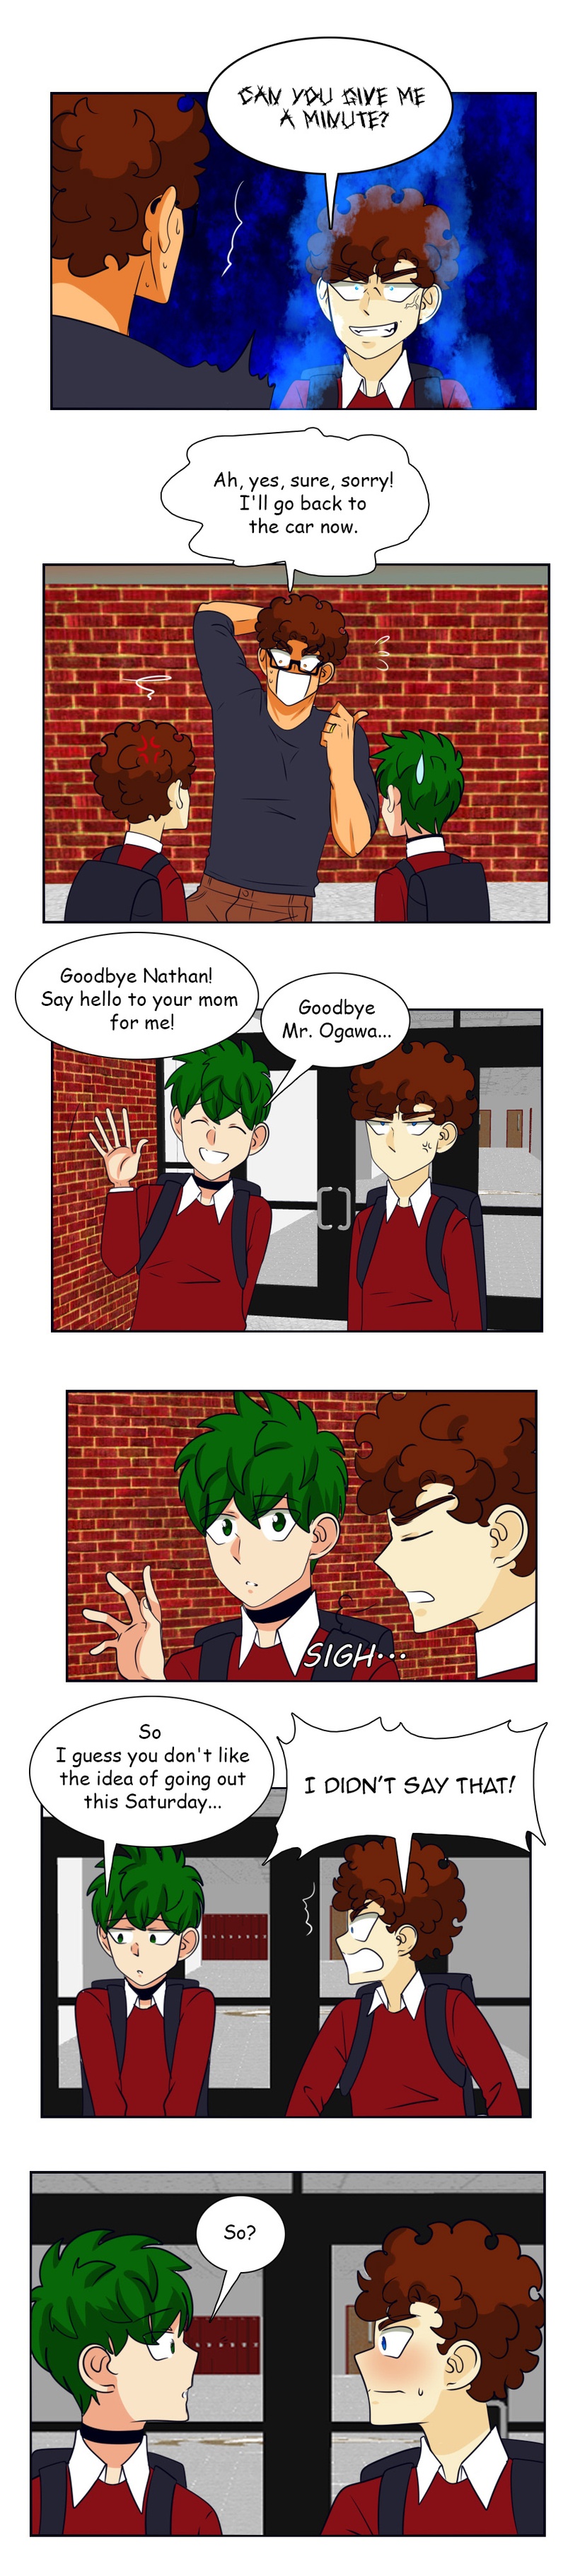 CAN YOU GIVE ME
A MINUTE?
Ah, yes, sure, sorry!
I'll go back to
the car now.
Goodbye Nathan!
Say hello to your mom
for me!
Goodbye
Mr. Ogawa...
SIGH...
So
I guess you don't like
the idea of going out
this Saturday...
I DIDN'T SAY THAT!
So?